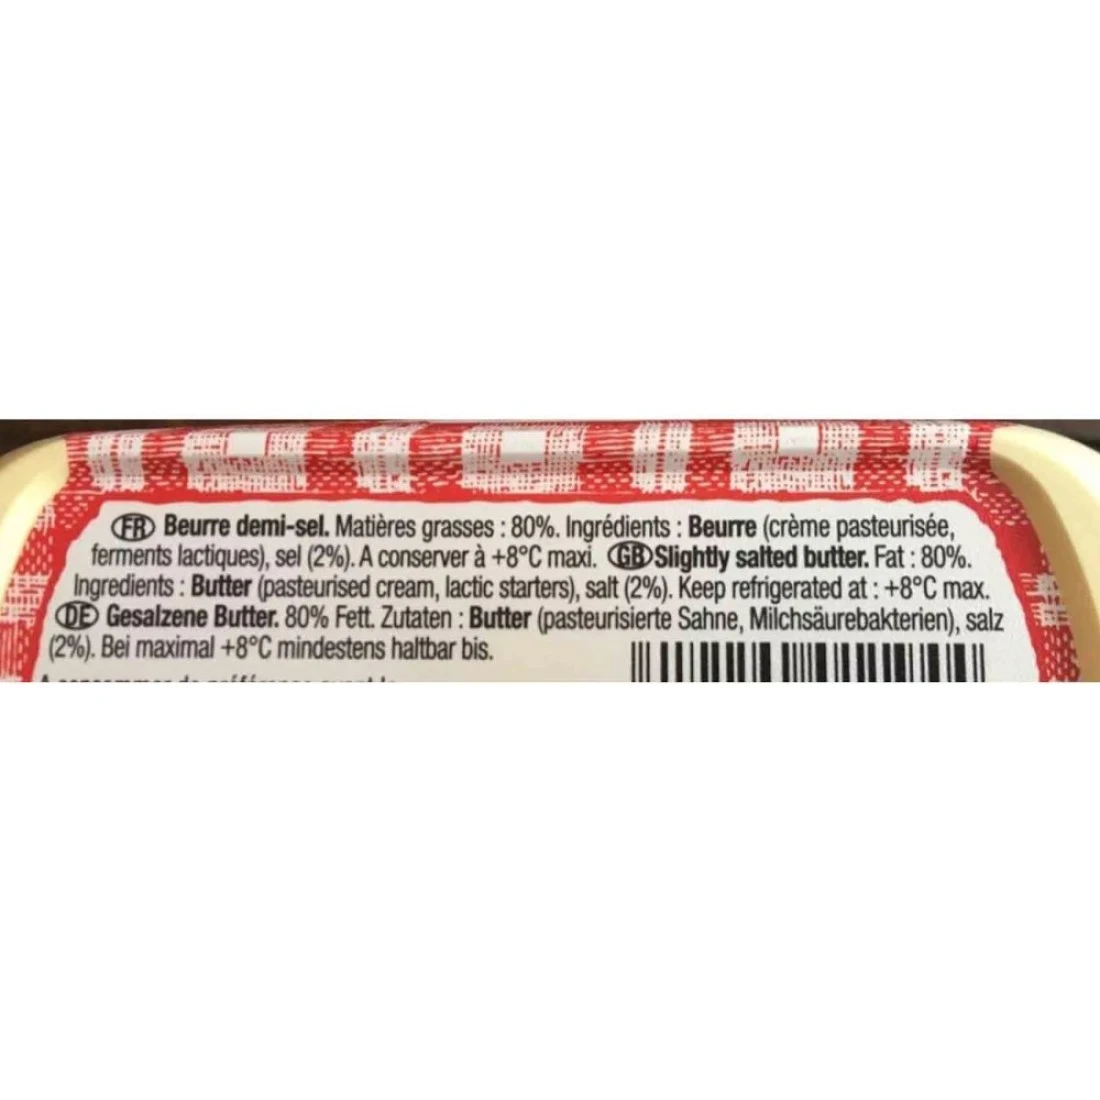 FR Beurre demi-sel. Matières grasses : 80%. Ingrédients : Beurre (crème pasteurisée,
ferments lactiques), sel (2%). A conserver à +8°C maxi. GB Slightly salted butter. Fat : 80%.
Ingredients : Butter (pasteurised cream, lactic starters), salt (2%). Keep refrigerated at : +8°C max.
DE Gesalzene Butter. 80% Fett. Zutaten : Butter (pasteurisierte Sahne, Milchsäurebakterien), salz
(2%). Bei maximal +8°C mindestens haltbar bis.